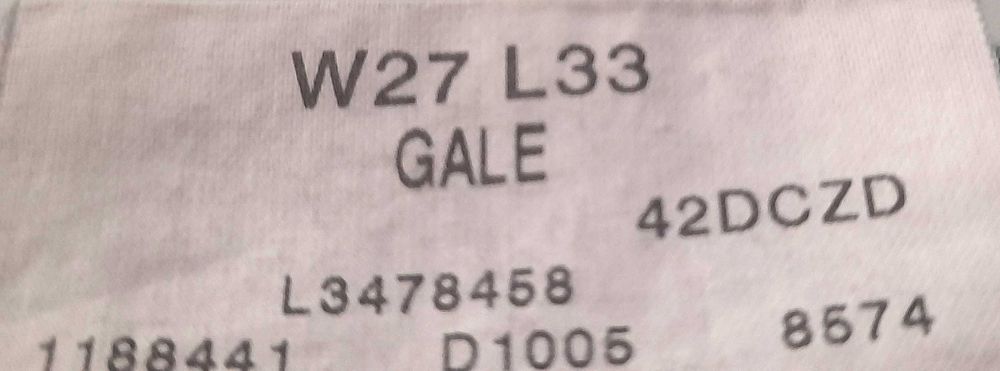 W27 L33
GALE
42DCZD
L3478458
1188441 D1005 8574